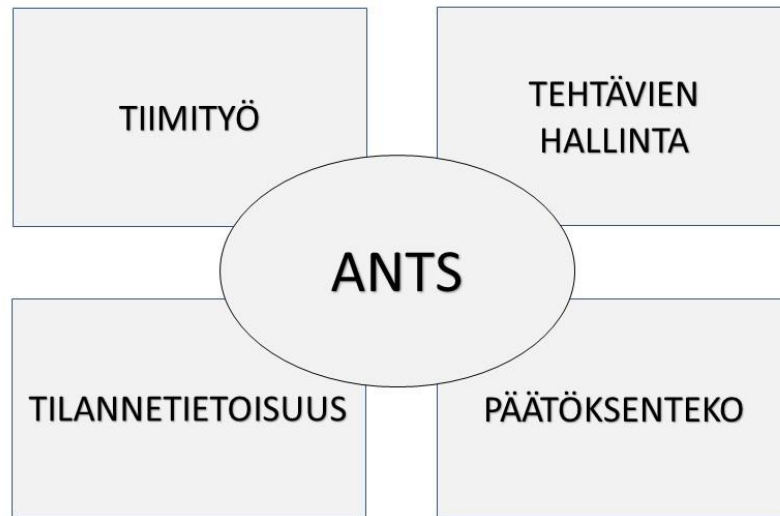 TIIMITYÖ
TEHTÄVIEN
HALLINTA
ANTS
TILANNETIETOISUUS
PÄÄTÖKSENTEKO